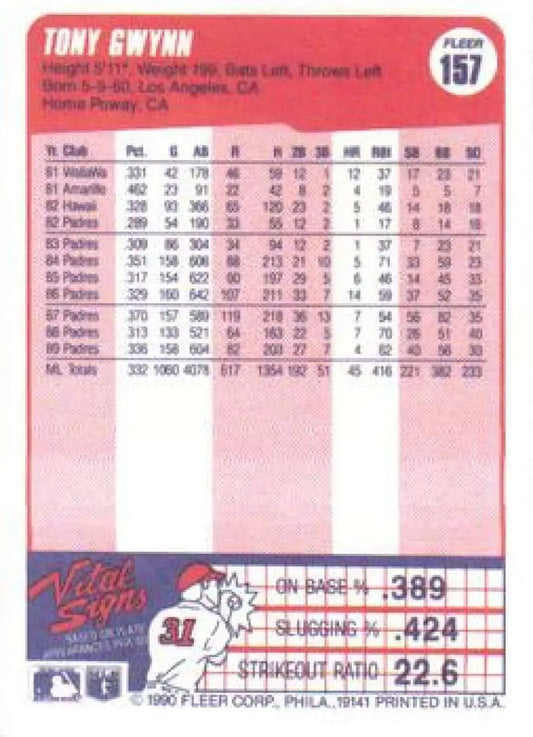 TONY GWYNN
FLEER
157
Height 5'11", Weight 199, Bats Left, Throws Left
Born 5-9-60, Los Angeles, CA
Home Poway, CA
Yr. Club Pct. G AB R H 2B 3B HR RBI SB BB SO
81 WallaWa 331 42 178 46 59 12 1 12 37 17 23 21
81 Amarillo 462 23 91 22 42 8 2 4 19 5 5 7
82 Hawaii 328 93 366 65 120 23 2 5 46 14 18 18
82 Padres 289 54 190 33 55 12 2 1 17 8 14 16
83 Padres 309 86 304 34 94 12 2 1 37 7 23 21
84 Padres 351 158 606 88 213 21 10 5 71 33 59 23
85 Padres 317 154 622 90 197 29 5 6 46 14 45 33
86 Padres 329 160 642 107 211 33 7 14 59 37 52 35
87 Padres 370 157 589 119 218 36 13 7 54 56 82 35
88 Padres 313 133 521 64 163 22 5 7 70 26 51 40
89 Padres 336 158 604 82 203 27 7 4 62 40 56 30
ML Totals 332 1060 4078 617 1354 192 51 45 416 221 382 233
Vital
Signs
31
ON BASE % .389
SLUGGING % .424
STRIKEOUT RATIO 22.6
© 1990 FLEER CORP., PHILA., 19141 PRINTED IN U.S.A.